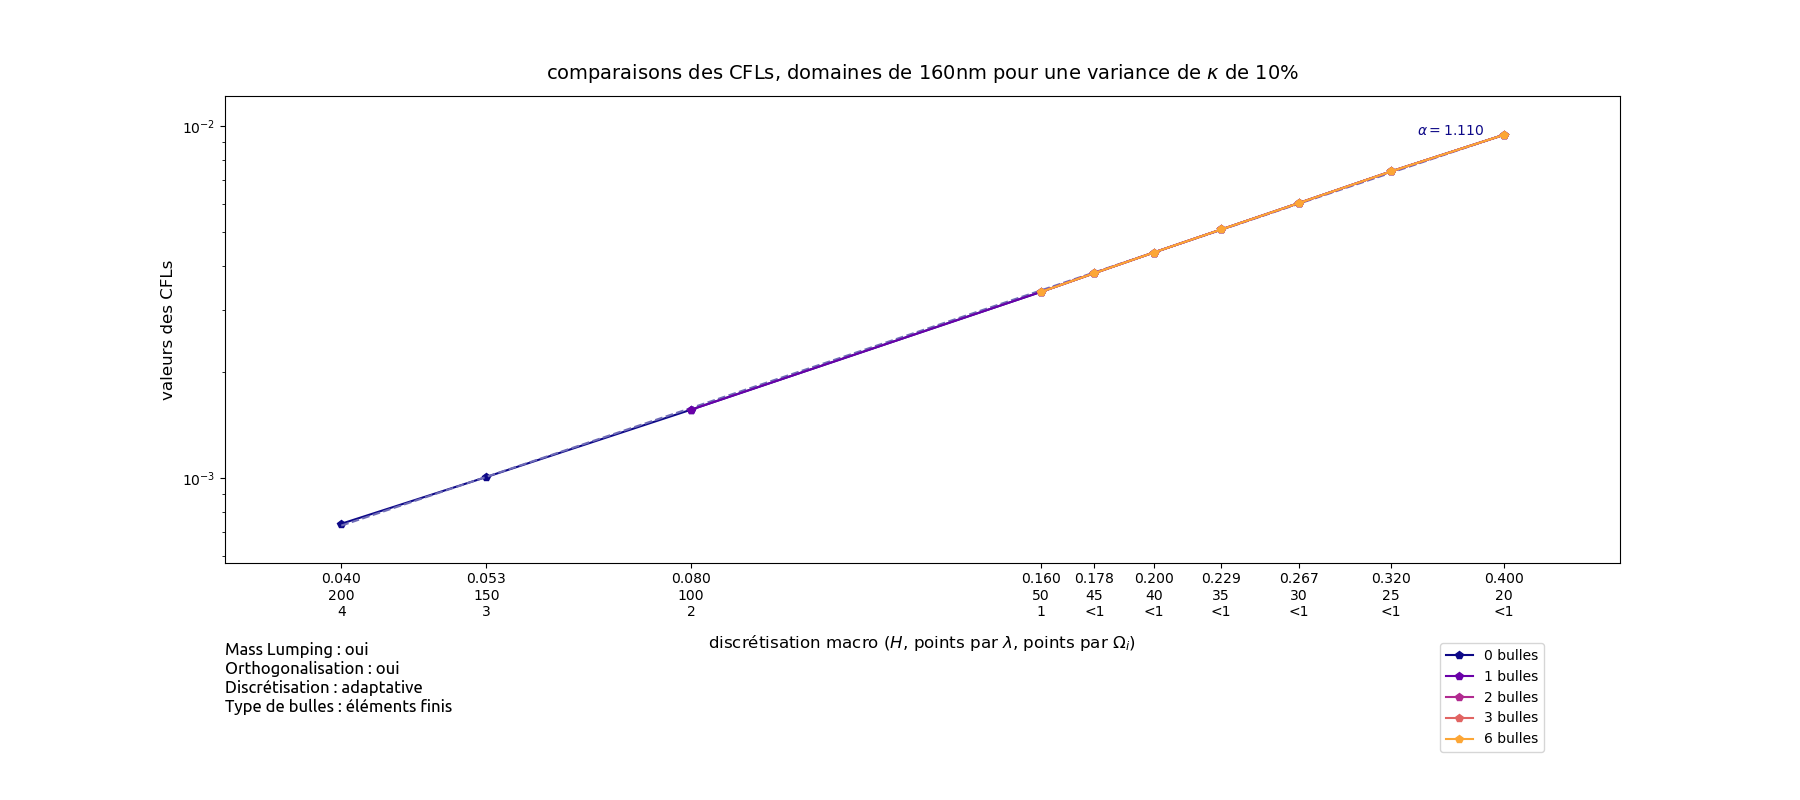 comparaisons des CFLs, domaines de 160nm pour une variance de κ de 10%
valeurs des CFLs
10⁻²
10⁻³
α = 1.110
0.040 0.053 0.080 0.160 0.178 0.200 0.229 0.267 0.320 0.400
200 150 100 50 45 40 35 30 25 20
4 3 2 1 <1 <1 <1 <1 <1 <1
discrétisation macro (H, points par λ, points par Ωᵢ)
Mass Lumping : oui
Orthogonalisation : oui
Discrétisation : adaptative
Type de bulles : éléments finis
0 bulles
1 bulles
2 bulles
3 bulles
6 bulles